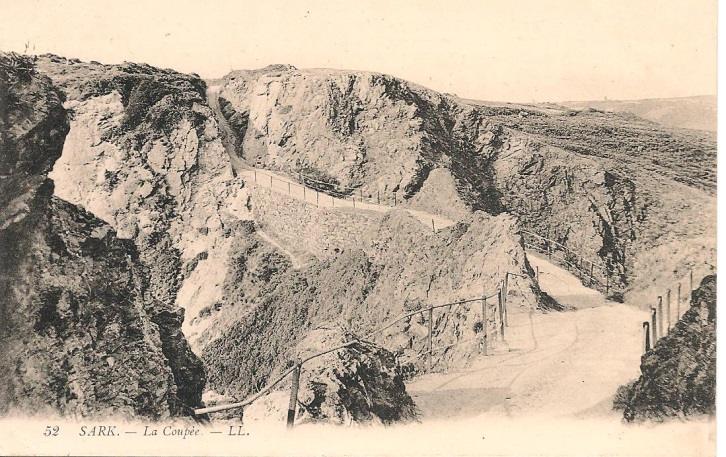 52 SARK. — La Coupée. — LL.